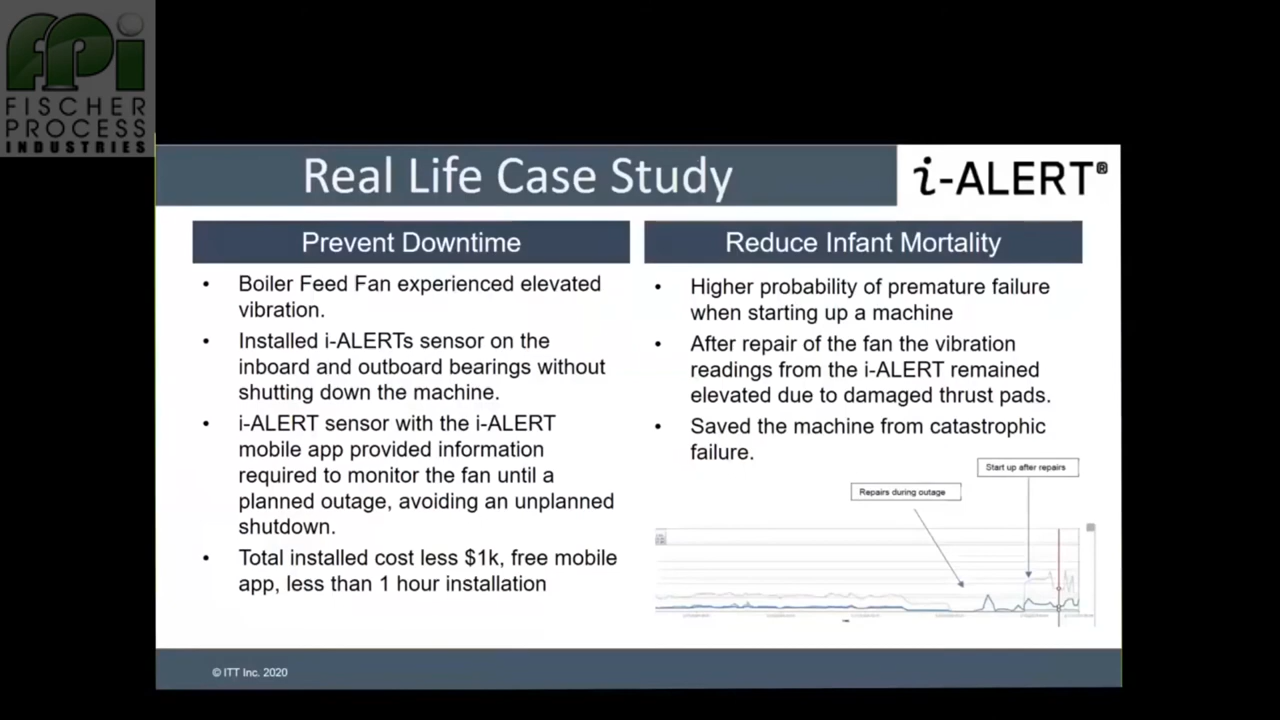 fpi
FISCHER
PROCESS
INDUSTRIES
Real Life Case Study
i-ALERT®
Prevent Downtime
• Boiler Feed Fan experienced elevated
vibration.
• Installed i-ALERTs sensor on the
inboard and outboard bearings without
shutting down the machine.
• i-ALERT sensor with the i-ALERT
mobile app provided information
required to monitor the fan until a
planned outage, avoiding an unplanned
shutdown.
• Total installed cost less $1k, free mobile
app, less than 1 hour installation
Reduce Infant Mortality
• Higher probability of premature failure
when starting up a machine
• After repair of the fan the vibration
readings from the i-ALERT remained
elevated due to damaged thrust pads.
• Saved the machine from catastrophic
failure.
Start up after repairs
Repairs during outage
© ITT Inc. 2020